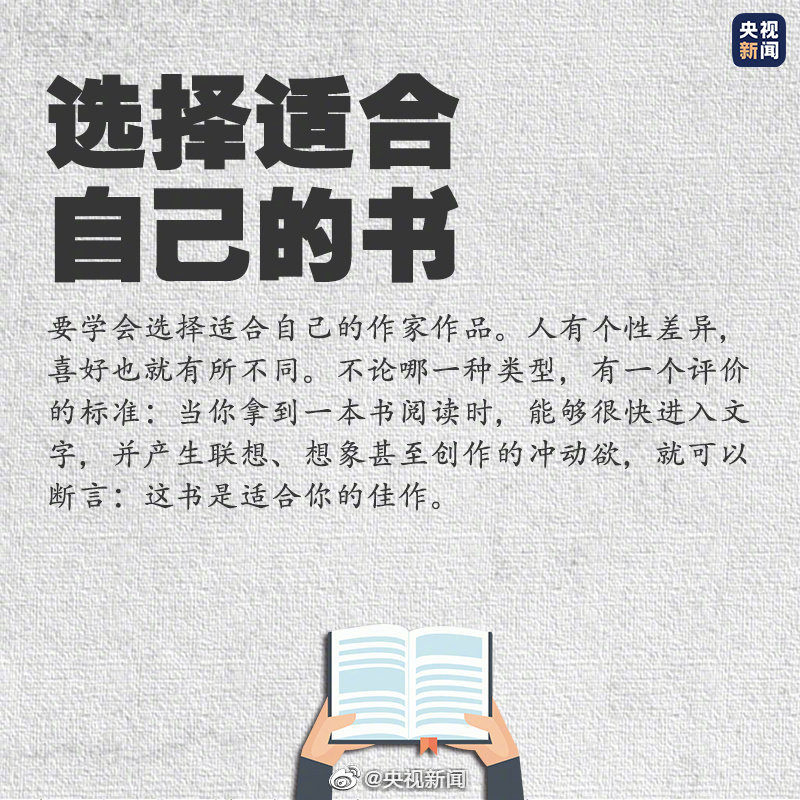 央视
新闻
选择适合
自己的书
要学会选择适合自己的作家作品。人有个性差异，
喜好也就有所不同。不论哪一种类型，有一个评价
的标准：当你拿到一本书阅读时，能够很快进入文
字，并产生联想、想象甚至创作的冲动欲，就可以
断言：这书是适合你的佳作。
@央视新闻